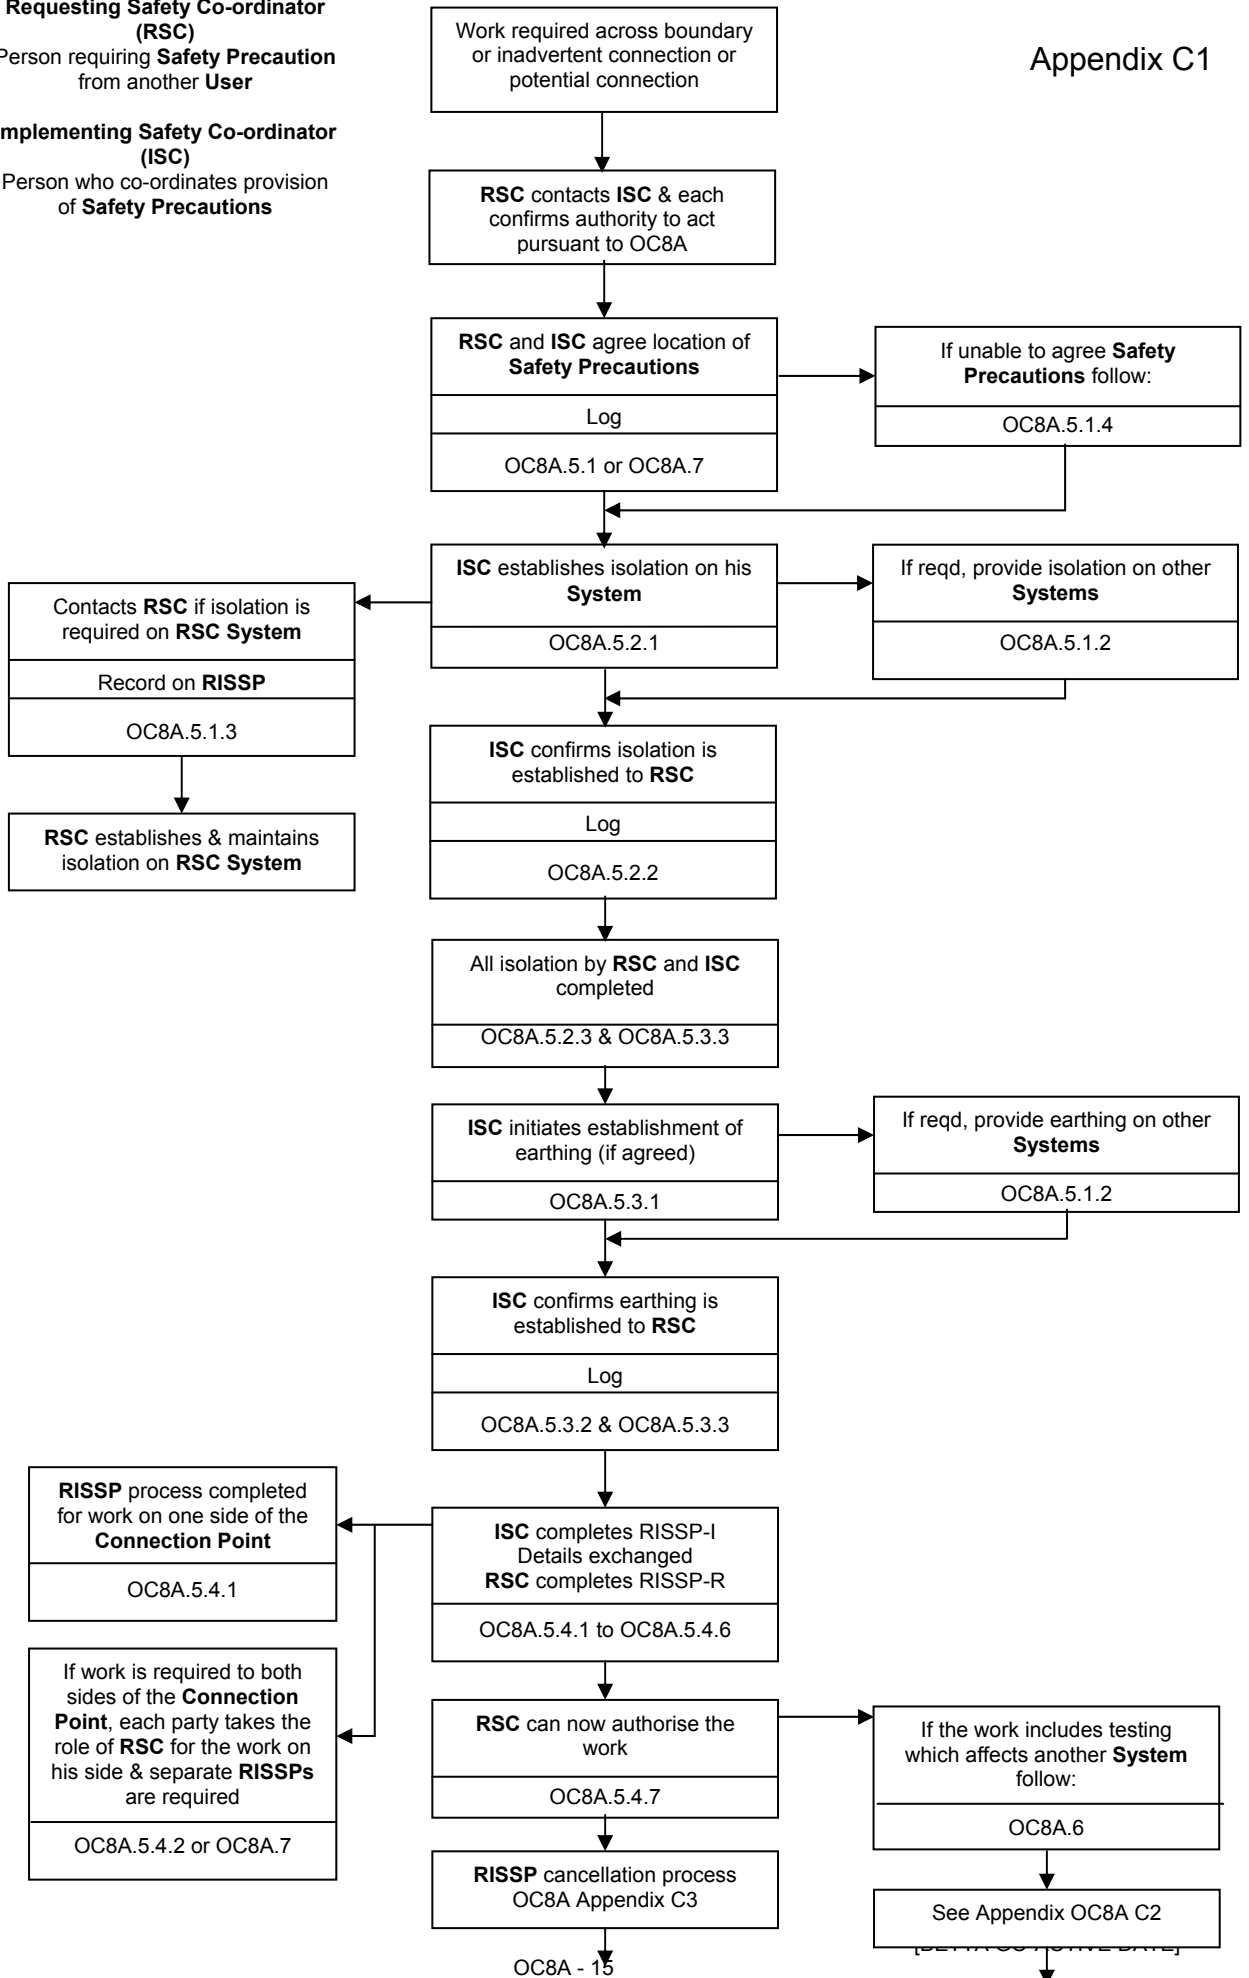 Requesting Safety Co-ordinator
(RSC)
Person requiring Safety Precaution
from another User
Implementing Safety Co-ordinator
(ISC)
Person who co-ordinates provision
of Safety Precautions
Appendix C1
Work required across boundary
or inadvertent connection or
potential connection
RSC contacts ISC & each
confirms authority to act
pursuant to OC8A
RSC and ISC agree location of
Safety Precautions
Log
OC8A.5.1 or OC8A.7
If unable to agree Safety
Precautions follow:
OC8A.5.1.4
ISC establishes isolation on his
System
OC8A.5.2.1
If reqd, provide isolation on other
Systems
OC8A.5.1.2
Contacts RSC if isolation is
required on RSC System
Record on RISSP
OC8A.5.1.3
RSC establishes & maintains
isolation on RSC System
ISC confirms isolation is
established to RSC
Log
OC8A.5.2.2
All isolation by RSC and ISC
completed
OC8A.5.2.3 & OC8A.5.3.3
ISC initiates establishment of
earthing (if agreed)
OC8A.5.3.1
If reqd, provide earthing on other
Systems
OC8A.5.1.2
ISC confirms earthing is
established to RSC
Log
OC8A.5.3.2 & OC8A.5.3.3
RISSP process completed
for work on one side of the
Connection Point
OC8A.5.4.1
ISC completes RISSP-I
Details exchanged
RSC completes RISSP-R
OC8A.5.4.1 to OC8A.5.4.6
If work is required to both
sides of the Connection
Point, each party takes the
role of RSC for the work on
his side & separate RISSPs
are required
OC8A.5.4.2 or OC8A.7
RSC can now authorise the
work
OC8A.5.4.7
If the work includes testing
which affects another System
follow:
OC8A.6
RISSP cancellation process
OC8A Appendix C3
See Appendix OC8A C2
OC8A - 15